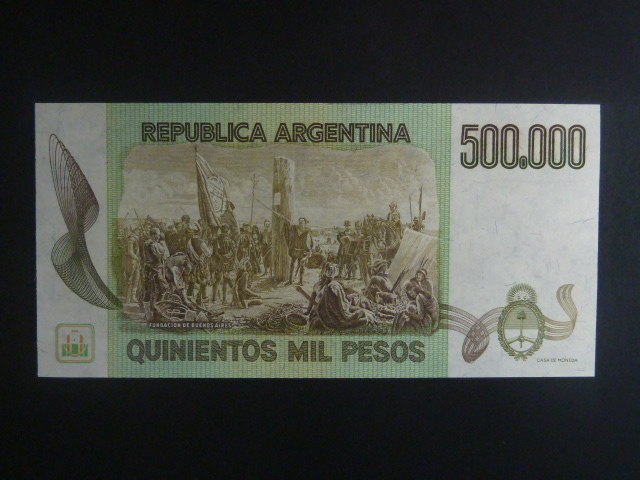 REPUBLICA ARGENTINA
500.000
FUNDACION DE BUENOS AIRES
QUINIENTOS MIL PESOS
CASA DE MONEDA